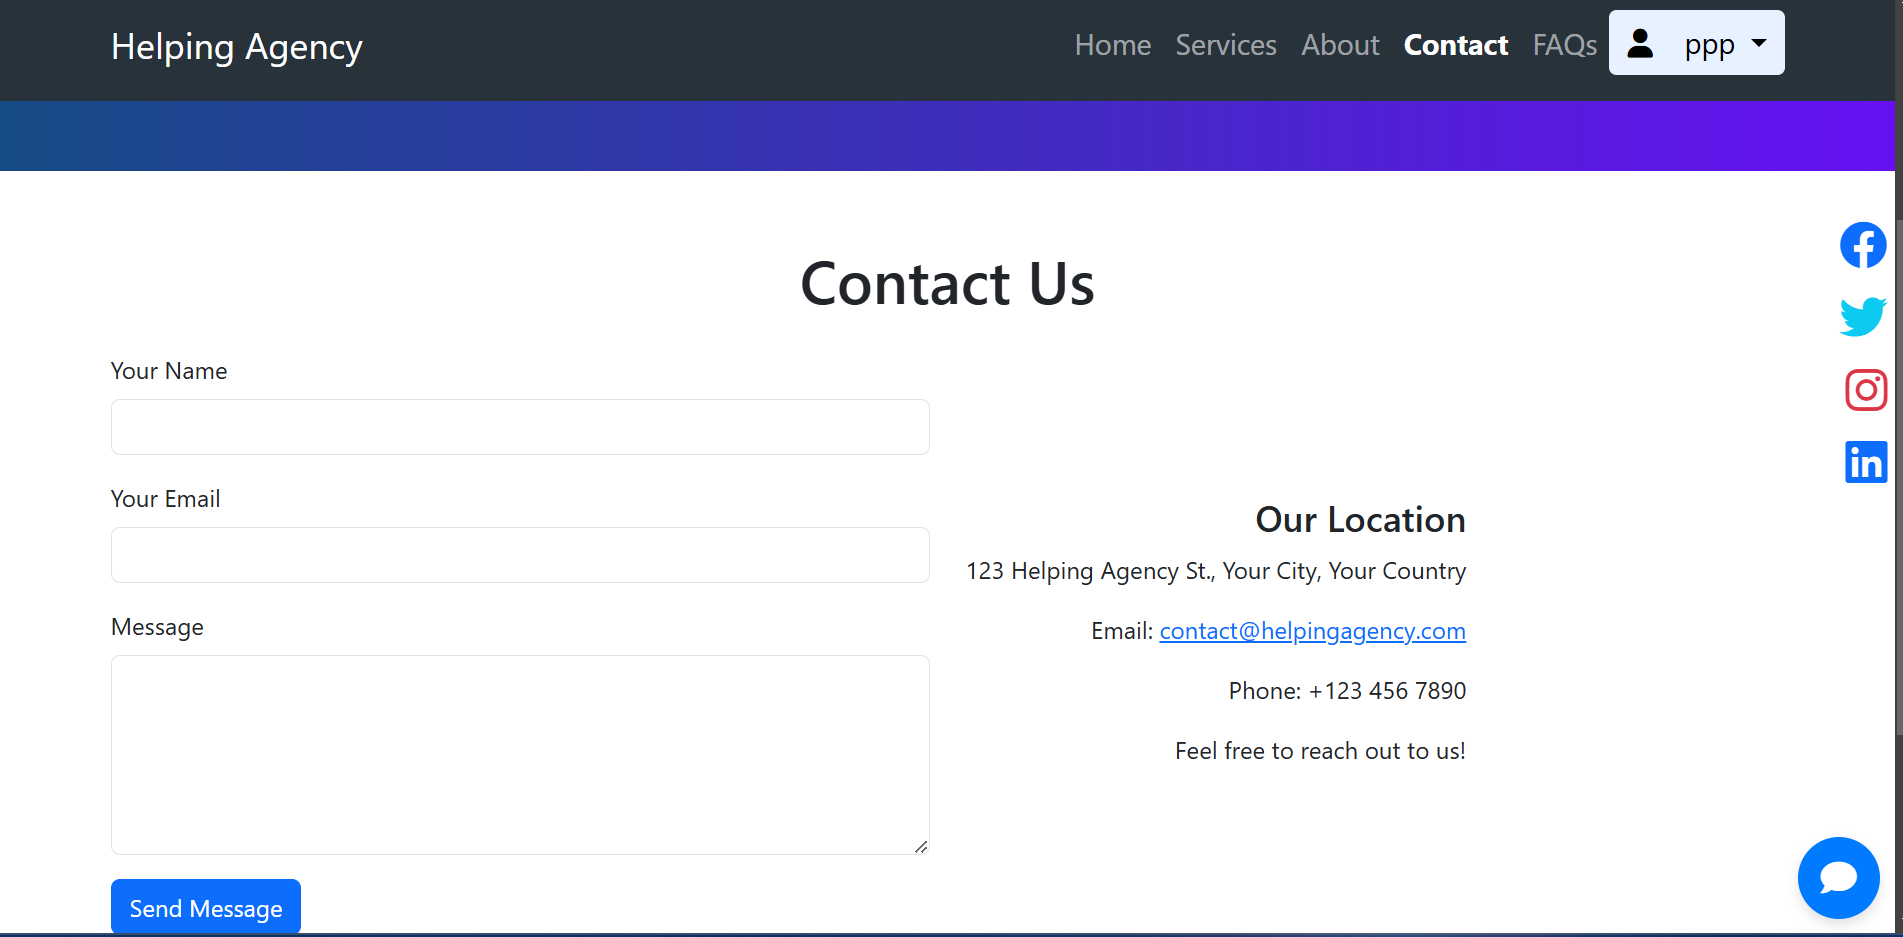 Helping Agency
Home Services About Contact FAQs ppp
Contact Us
Your Name
Your Email
Message
Send Message
Our Location
123 Helping Agency St., Your City, Your Country
Email: contact@helpingagency.com
Phone: +123 456 7890
Feel free to reach out to us!